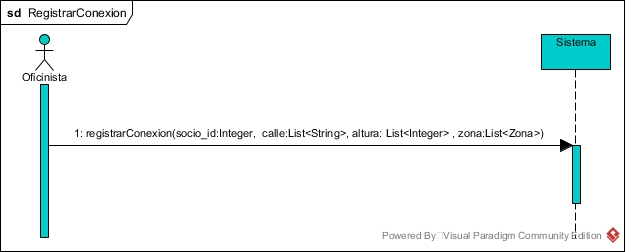 sd RegistrarConexion
Oficinista
Sistema
1: registrarConexion(socio_id:Integer, calle:List<String>, altura: List<Integer> , zona:List<Zona>)
Powered By Visual Paradigm Community Edition